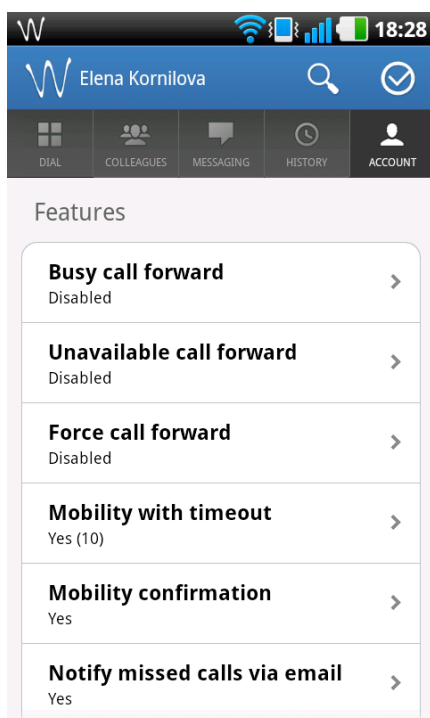 18:28
Elena Kornilova
DIAL
COLLEAGUES
MESSAGING
HISTORY
ACCOUNT
Features
Busy call forward
Disabled
Unavailable call forward
Disabled
Force call forward
Disabled
Mobility with timeout
Yes (10)
Mobility confirmation
Yes
Notify missed calls via email
Yes